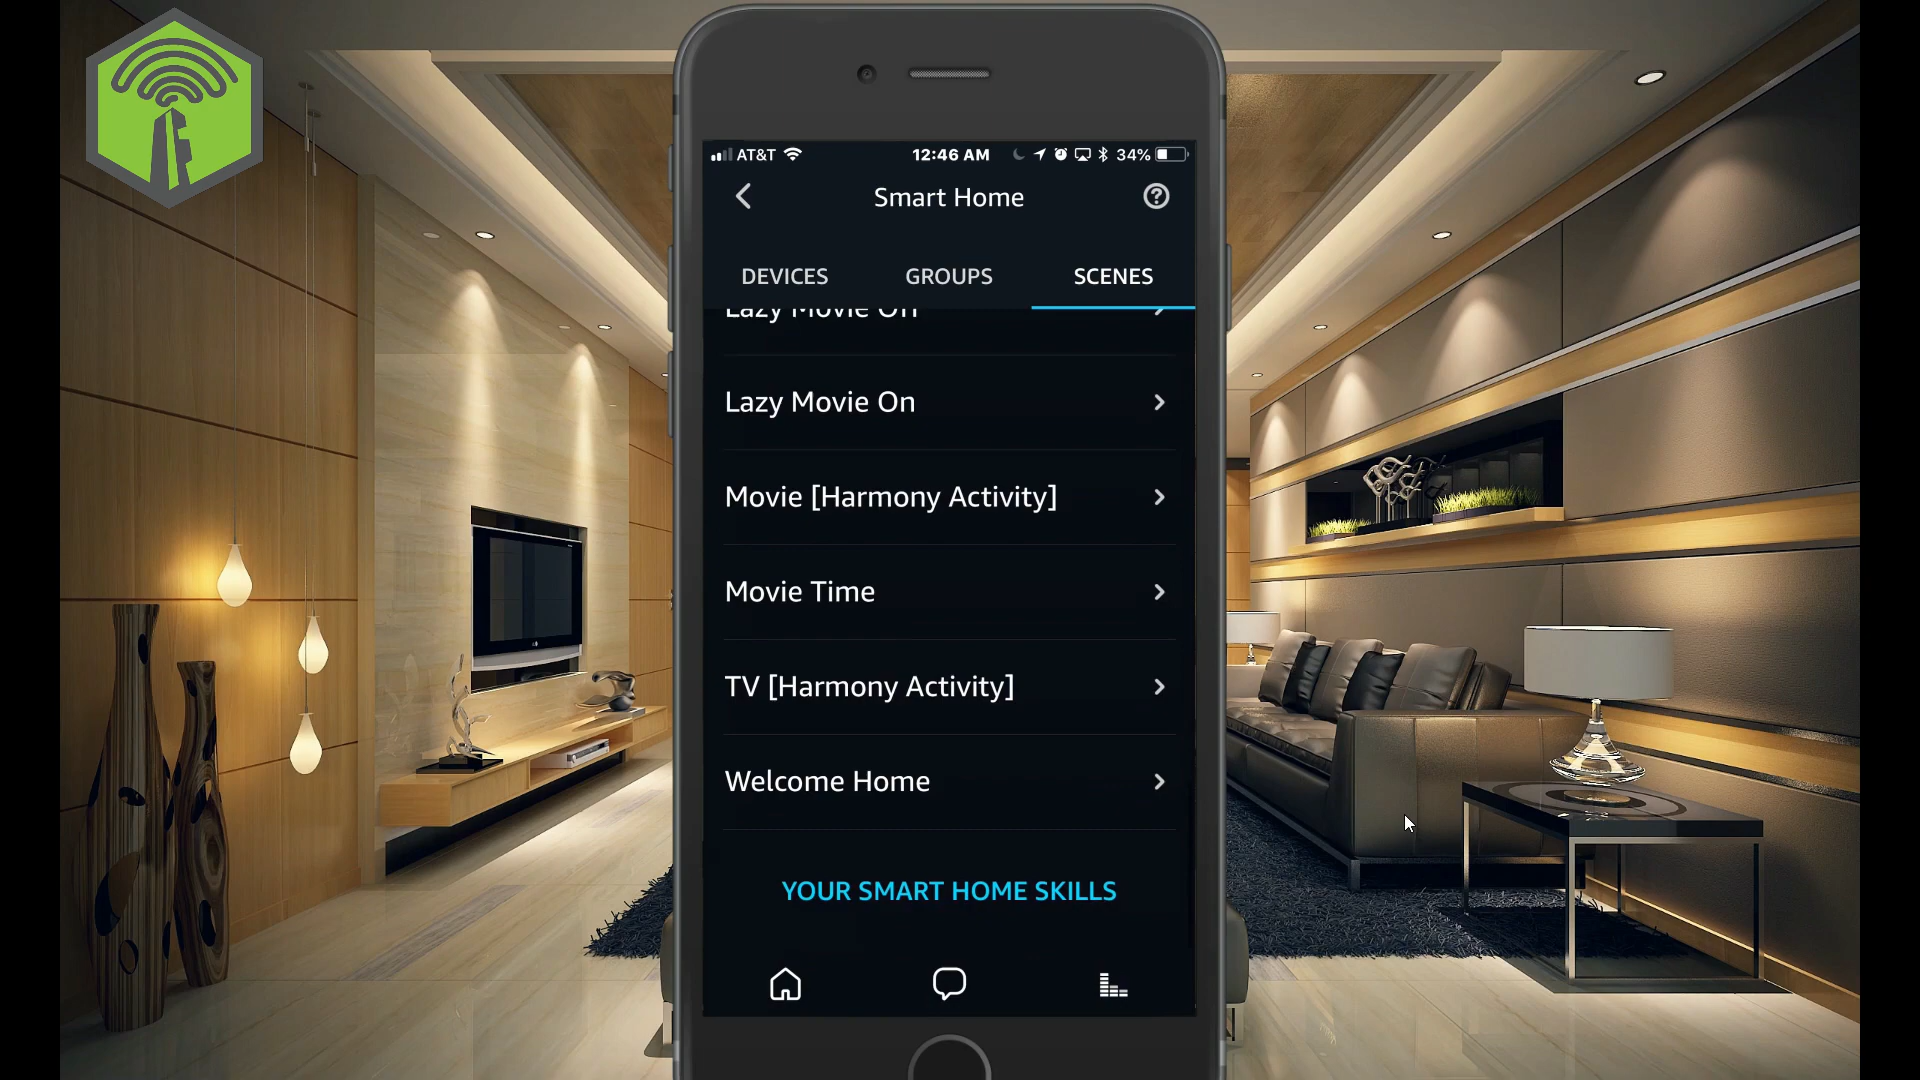 AT&T 12:46 AM 34%
Smart Home
DEVICES GROUPS SCENES
Lazy Movie On
Movie [Harmony Activity]
Movie Time
TV [Harmony Activity]
Welcome Home
YOUR SMART HOME SKILLS